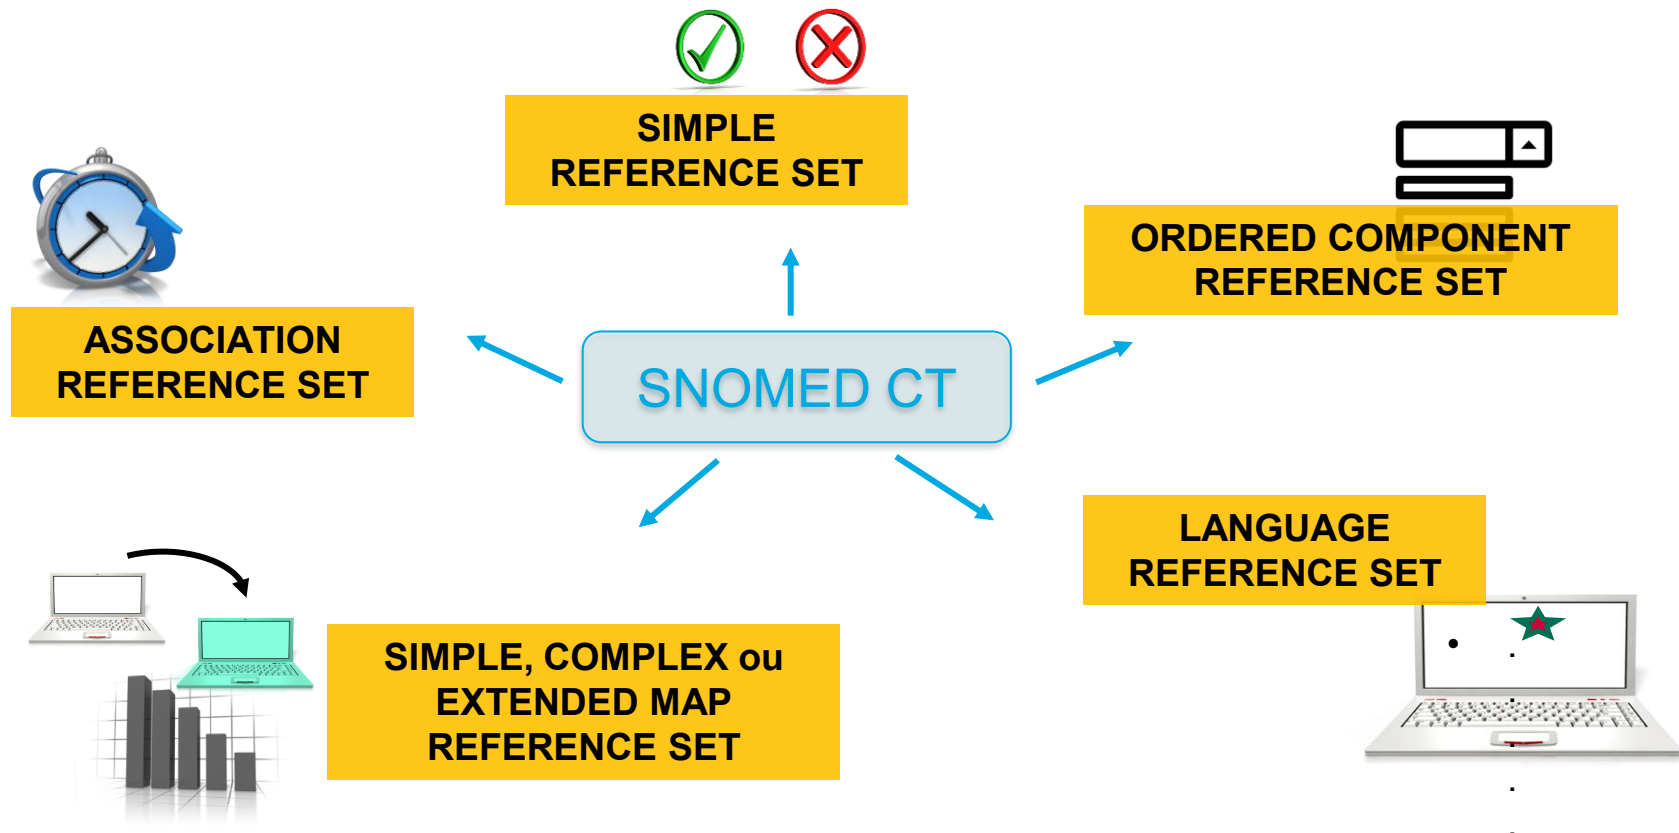 SIMPLE
REFERENCE SET
ORDERED COMPONENT
REFERENCE SET
ASSOCIATION
REFERENCE SET
SNOMED CT
LANGUAGE
REFERENCE SET
SIMPLE, COMPLEX ou
EXTENDED MAP
REFERENCE SET